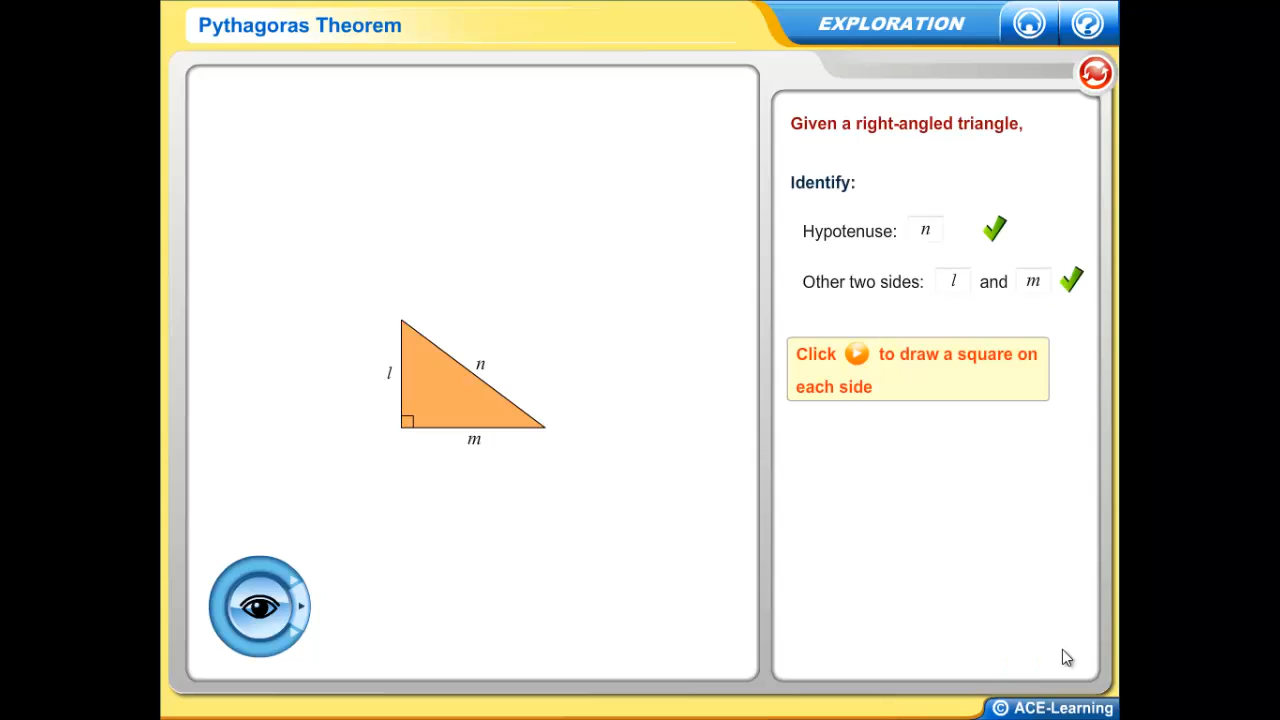 Pythagoras Theorem
EXPLORATION
Given a right-angled triangle,
Identify:
Hypotenuse: n
Other two sides: l and m
Click to draw a square on
each side
l
n
m
© ACE-Learning